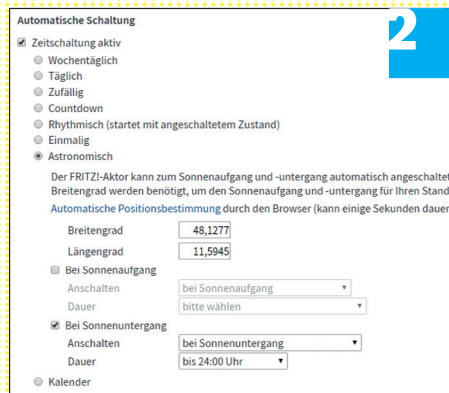 Automatische Schaltung
2
Zeitschaltung aktiv
Wochentäglich
Täglich
Zufällig
Countdown
Rhythmisch (startet mit angeschaltetem Zustand)
Einmalig
Astronomisch
Der FRITZ!-Aktor kann zum Sonnenaufgang und -untergang automatisch angeschaltet
Breitengrad werden benötigt, um den Sonnenaufgang und -untergang für Ihren Stand
Automatische Positionsbestimmung durch den Browser (kann einige Sekunden dauer
Breitengrad 48,1277
Längengrad 11,5945
Bei Sonnenaufgang
Anschalten bei Sonnenaufgang
Dauer bitte wählen
Bei Sonnenuntergang
Anschalten bei Sonnenuntergang
Dauer bis 24:00 Uhr
Kalender